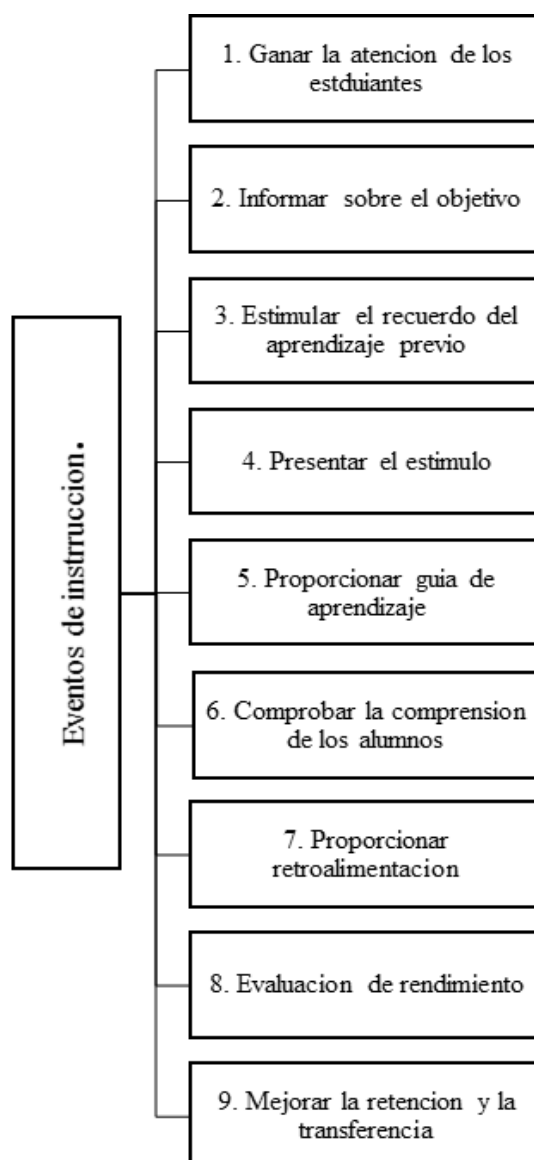 1. Ganar la atencion de los
estduiantes
2. Informar sobre el objetivo
3. Estimular el recuerdo del
aprendizaje previo
4. Presentar el estimulo
5. Proporcionar guia de
aprendizaje
6. Comprobar la comprension
de los alumnos
7. Proporcionar
retroalimentacion
8. Evaluacion de rendimiento
9. Mejorar la retencion y la
transferencia
Eventos de instrruccion.